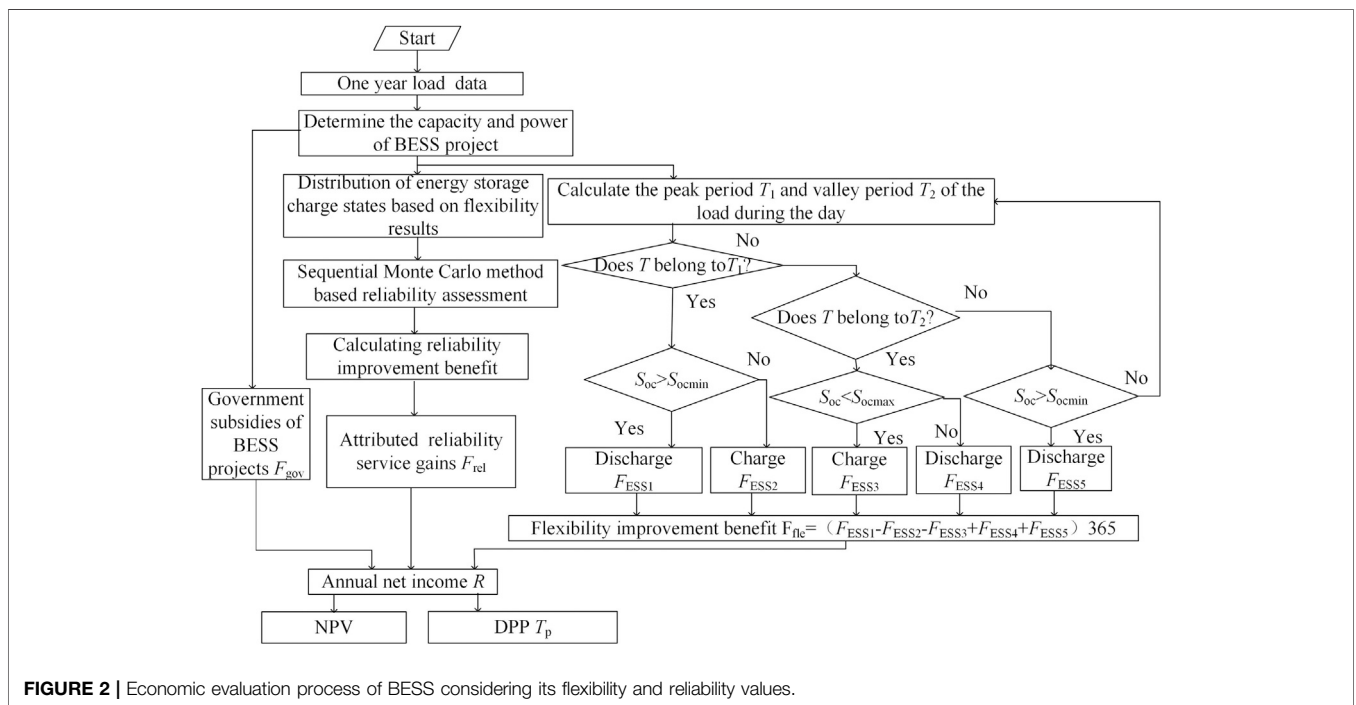 Start
One year load data
Determine the capacity and power
of BESS project
Distribution of energy storage
charge states based on flexibility
results
Calculate the peak period T1 and valley period T2 of the
load during the day
Sequential Monte Carlo method
based reliability assessment
Does T belong to T1?
No
Yes
Does T belong to T2?
No
Yes
Calculating reliability
improvement benefit
Soc>Socmin
No
Yes
Soc<Socmax
Yes
No
Soc>Socmin
No
Yes
Government
subsidies of
BESS
projects Fgov
Attributed reliability
service gains Frel
Discharge
FESS1
Charge
FESS2
Charge
FESS3
Discharge
FESS4
Discharge
FESS5
Flexibility improvement benefit Ffle=（FESS1-FESS2-FESS3+FESS4+FESS5）365
Annual net income R
NPV
DPP Tp
FIGURE 2 | Economic evaluation process of BESS considering its flexibility and reliability values.